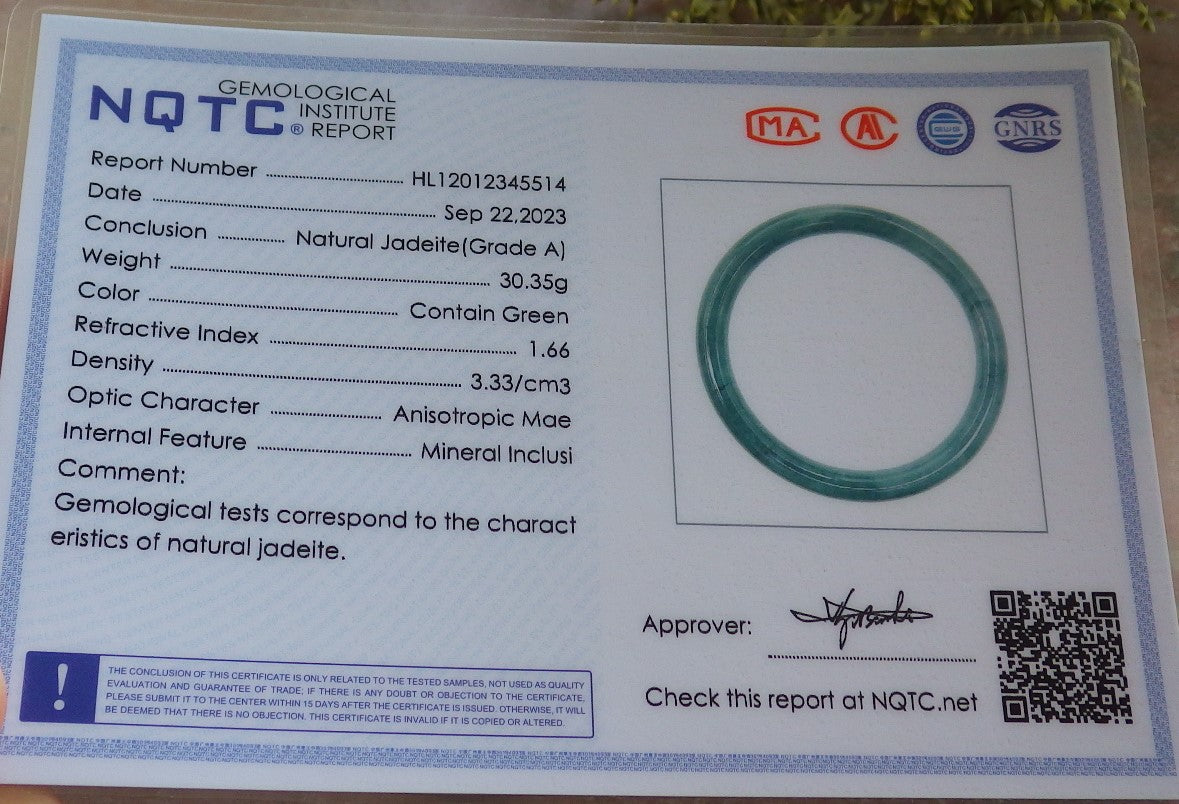 NQTC®
GEMOLOGICAL
INSTITUTE
REPORT
MA
GNRS
Report Number HL12012345514
Date Sep 22,2023
Conclusion Natural Jadeite(Grade A)
Weight 30.35g
Color Contain Green
Refractive Index 1.66
Density 3.33/cm3
Optic Character Anisotropic Mae
Internal Feature Mineral Inclusi
Comment:
Gemological tests correspond to the charact
eristics of natural jadeite.
!
THE CONCLUSION OF THIS CERTIFICATE IS ONLY RELATED TO THE TESTED SAMPLES, NOT USED AS QUALITY
EVALUATION AND GUARANTEE OF TRADE; IF THERE IS ANY DOUBT OR OBJECTION TO THE CERTIFICATE,
PLEASE SUBMIT IT TO THE CENTER WITHIN 15 DAYS AFTER THE CERTIFICATE IS ISSUED. OTHERWISE, IT WILL
BE DEEMED THAT THERE IS NO OBJECTION. THIS CERTIFICATE IS INVALID IF IT IS COPIED OR ALTERED.
Approver:
Check this report at NQTC.net